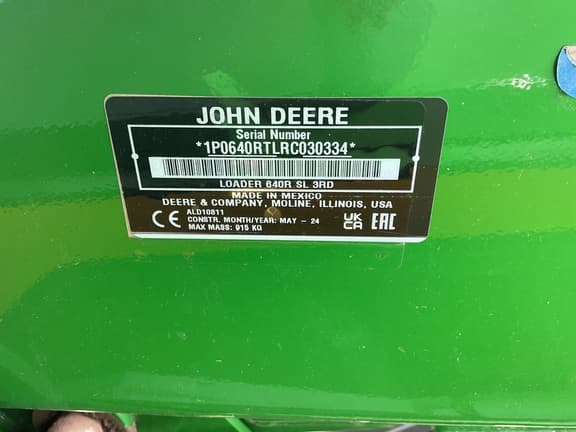 JOHN DEERE
Serial Number
*1P0640RTLRC030334*
LOADER 640R SL 3RD
MADE IN MEXICO
DEERE & COMPANY, MOLINE, ILLINOIS, USA
ALD10811
CONSTR. MONTH/YEAR: MAY - 24
MAX MASS: 915 KG
CE
UK
CA
EAC